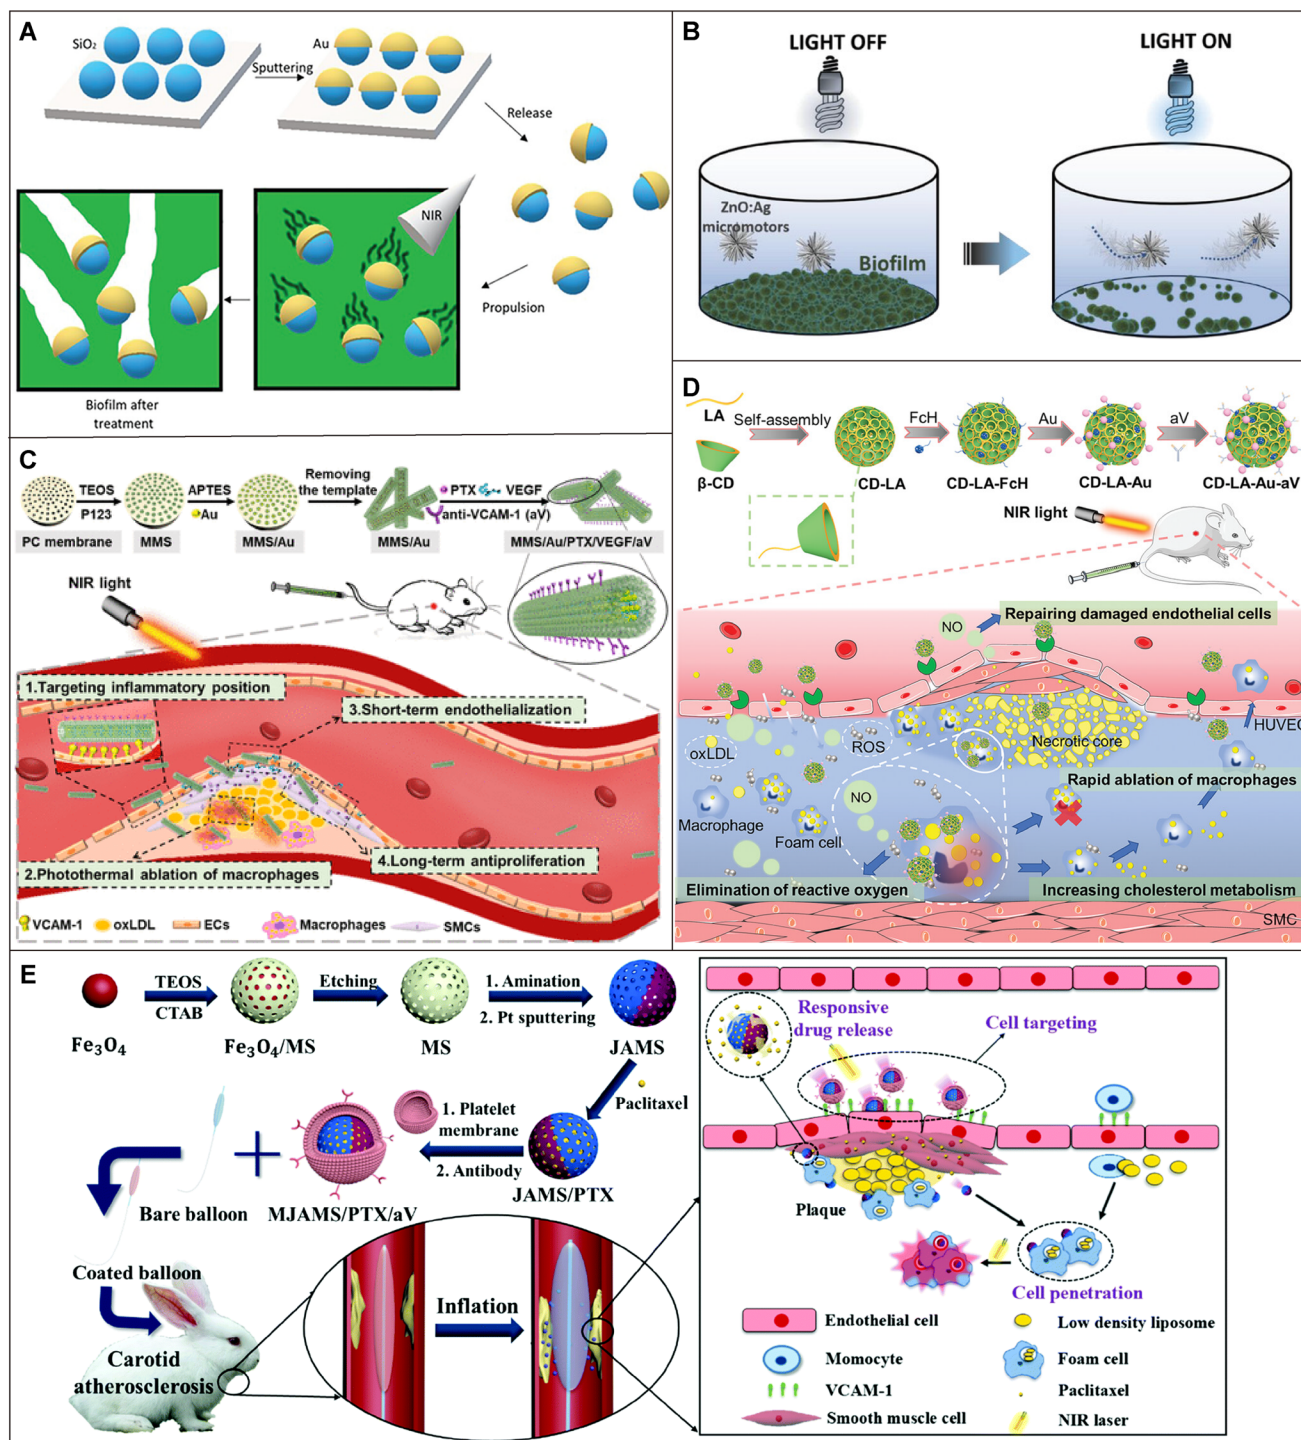 A
SiO₂
Sputtering
Au
Release
NIR
Propulsion
Biofilm after
treatment
B
LIGHT OFF
LIGHT ON
ZnO:Ag
micromotors
Biofilm
C
TEOS
P123
APTES
Au
Removing
the template
PTX
VEGF
anti-VCAM-1 (aV)
PC membrane
MMS
MMS/Au
MMS/Au
MMS/Au/PTX/VEGF/aV
NIR light
1.Targeting inflammatory position
3.Short-term endothelialization
4.Long-term antiproliferation
2.Photothermal ablation of macrophages
VCAM-1
oxLDL
ECs
Macrophages
SMCs
D
LA
β-CD
Self-assembly
FcH
Au
aV
CD-LA
CD-LA-FcH
CD-LA-Au
CD-LA-Au-aV
NIR light
NO
Repairing damaged endothelial cells
HUVEC
oxLDL
ROS
Necrotic core
Rapid ablation of macrophages
NO
Macrophage
Foam cell
Elimination of reactive oxygen
Increasing cholesterol metabolism
SMC
E
TEOS
CTAB
Etching
1. Amination
2. Pt sputtering
Fe₃O₄
Fe₃O₄/MS
MS
JAMS
Paclitaxel
1. Platelet
membrane
2. Antibody
JAMS/PTX
MJAMS/PTX/aV
Bare balloon
Coated balloon
Carotid
atherosclerosis
Inflation
Responsive
drug release
Cell targeting
Plaque
Cell penetration
Endothelial cell
Low density liposome
Momocyte
Foam cell
VCAM-1
Paclitaxel
Smooth muscle cell
NIR laser